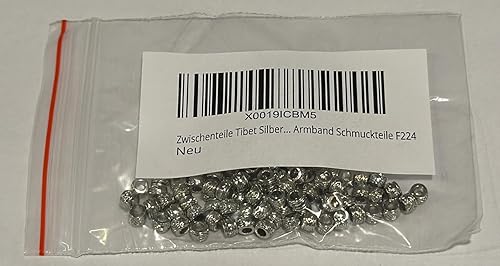 X0019ICBM5
Zwischenteile Tibet Silber... Armband Schmuckteile F224
Neu